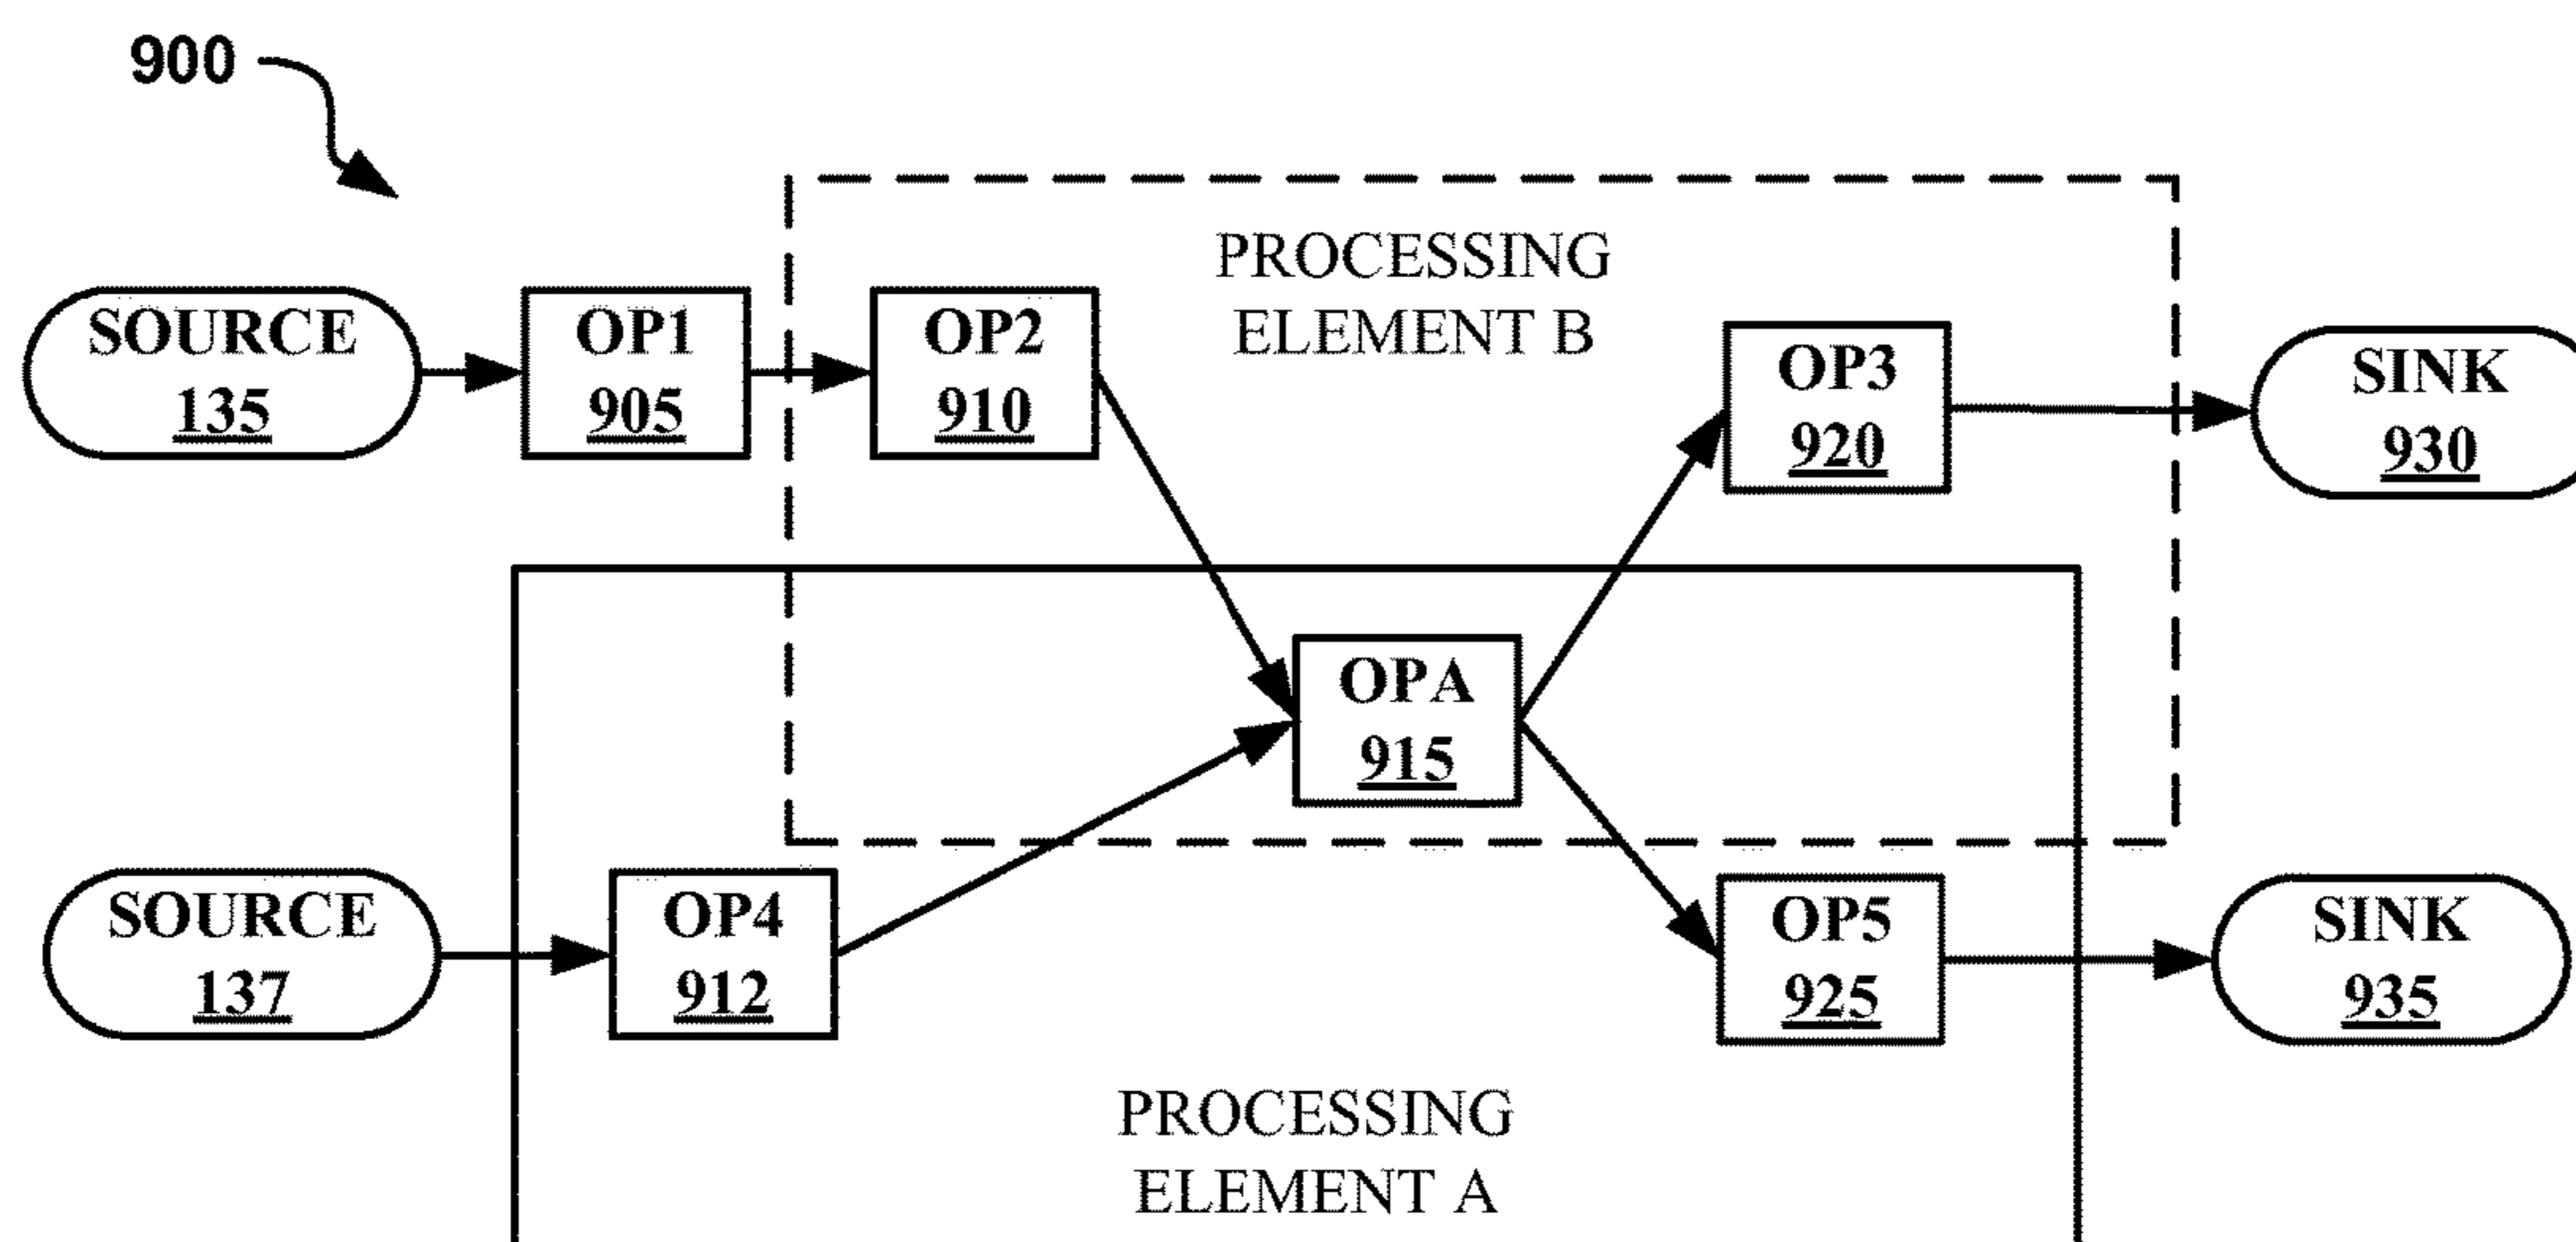 900
PROCESSING
ELEMENT B
SOURCE
135
OP1
905
OP2
910
OP3
920
SINK
930
OPA
915
SOURCE
137
OP4
912
OP5
925
SINK
935
PROCESSING
ELEMENT A